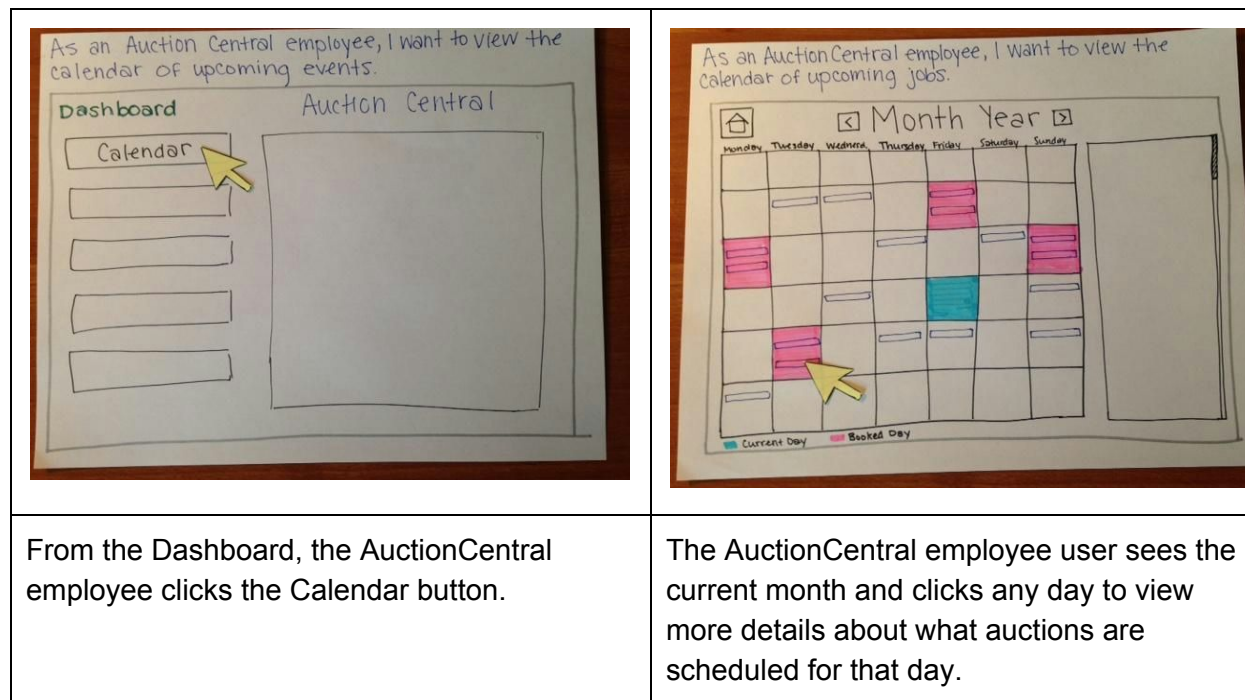 As an Auction Central employee, I want to view the
calendar of upcoming events.
Dashboard
Auction Central
Calendar
As an Auction Central employee, I want to view the
calendar of upcoming jobs.
< Month Year >
Monday Tuesday Wednesd. Thursday Friday Saturday Sunday
Current Day Booked Day
From the Dashboard, the AuctionCentral
employee clicks the Calendar button.
The AuctionCentral employee user sees the
current month and clicks any day to view
more details about what auctions are
scheduled for that day.